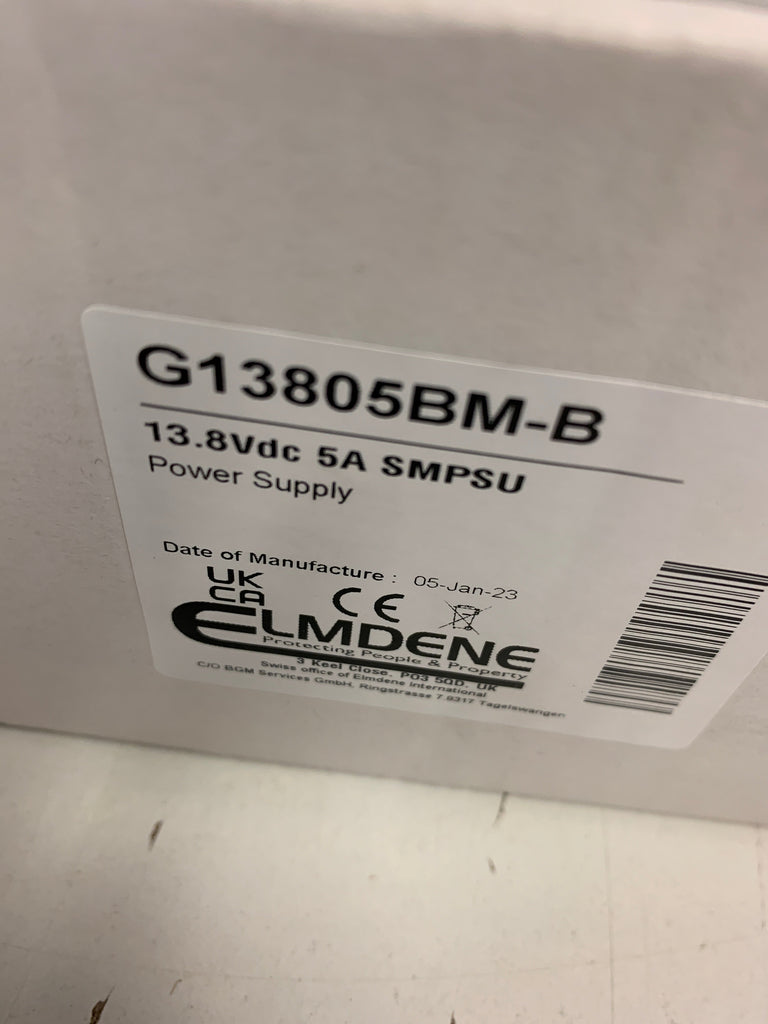 G13805BM-B
13.8Vdc 5A SMPSU
Power Supply
Date of Manufacture : 05-Jan-23
UK
CA
CE
ELMDENE
Protecting People & Property
3 Keel Close, PO3 5QD, UK
Swiss office of Elmdene International
C/O BGM Services GmbH, Ringstrasse 7,8317 Tagelswangen